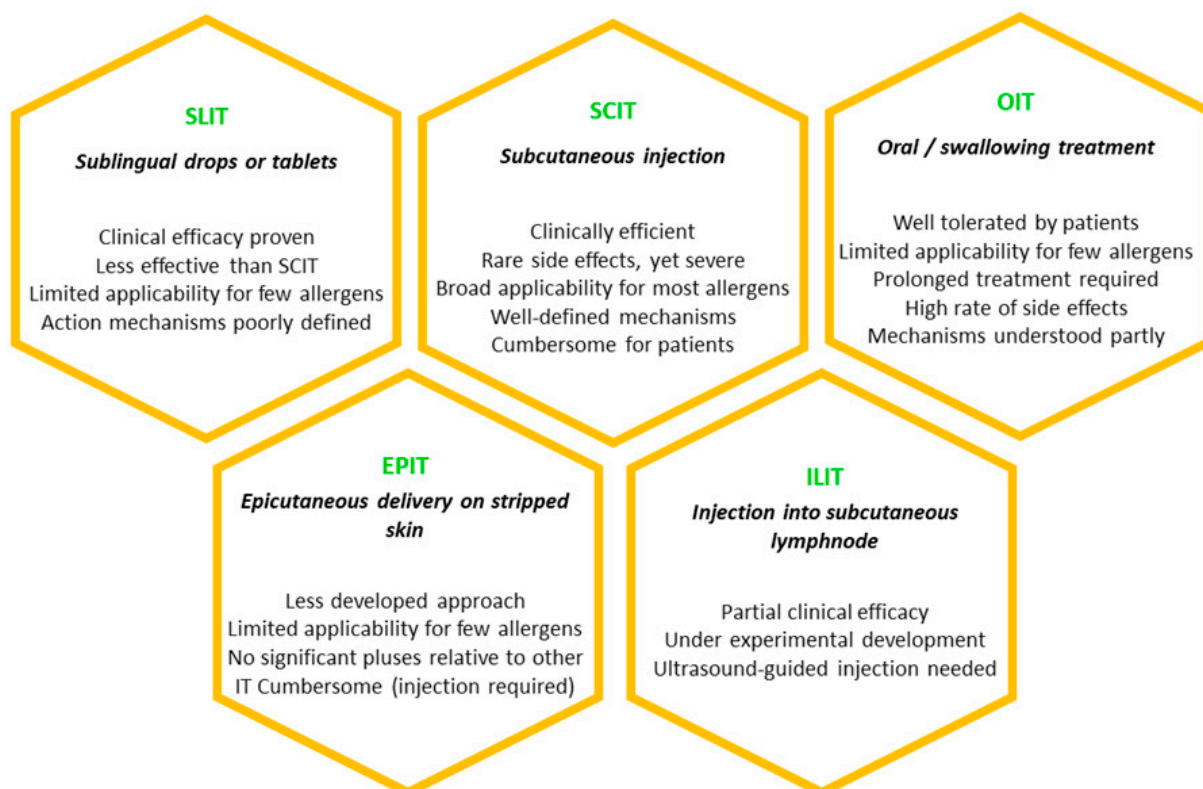 SLIT
Sublingual drops or tablets
Clinical efficacy proven
Less effective than SCIT
Limited applicability for few allergens
Action mechanisms poorly defined
SCIT
Subcutaneous injection
Clinically efficient
Rare side effects, yet severe
Broad applicability for most allergens
Well-defined mechanisms
Cumbersome for patients
OIT
Oral / swallowing treatment
Well tolerated by patients
Limited applicability for few allergens
Prolonged treatment required
High rate of side effects
Mechanisms understood partly
EPIT
Epicutaneous delivery on stripped
skin
Less developed approach
Limited applicability for few allergens
No significant pluses relative to other
IT Cumbersome (injection required)
ILIT
Injection into subcutaneous
lymphnode
Partial clinical efficacy
Under experimental development
Ultrasound-guided injection needed